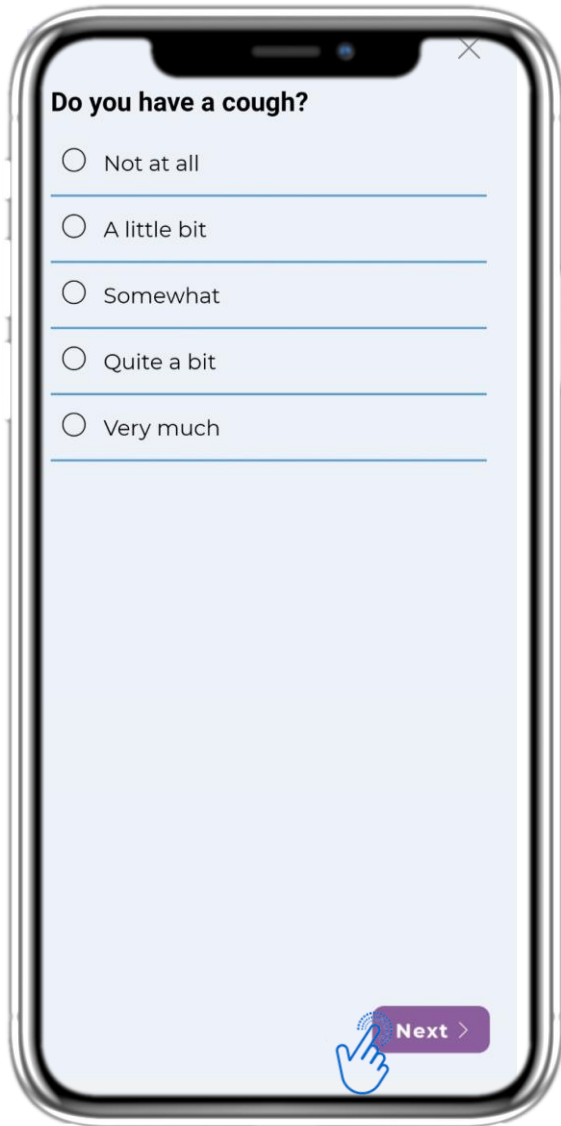 Do you have a cough?
Not at all
A little bit
Somewhat
Quite a bit
Very much
Next